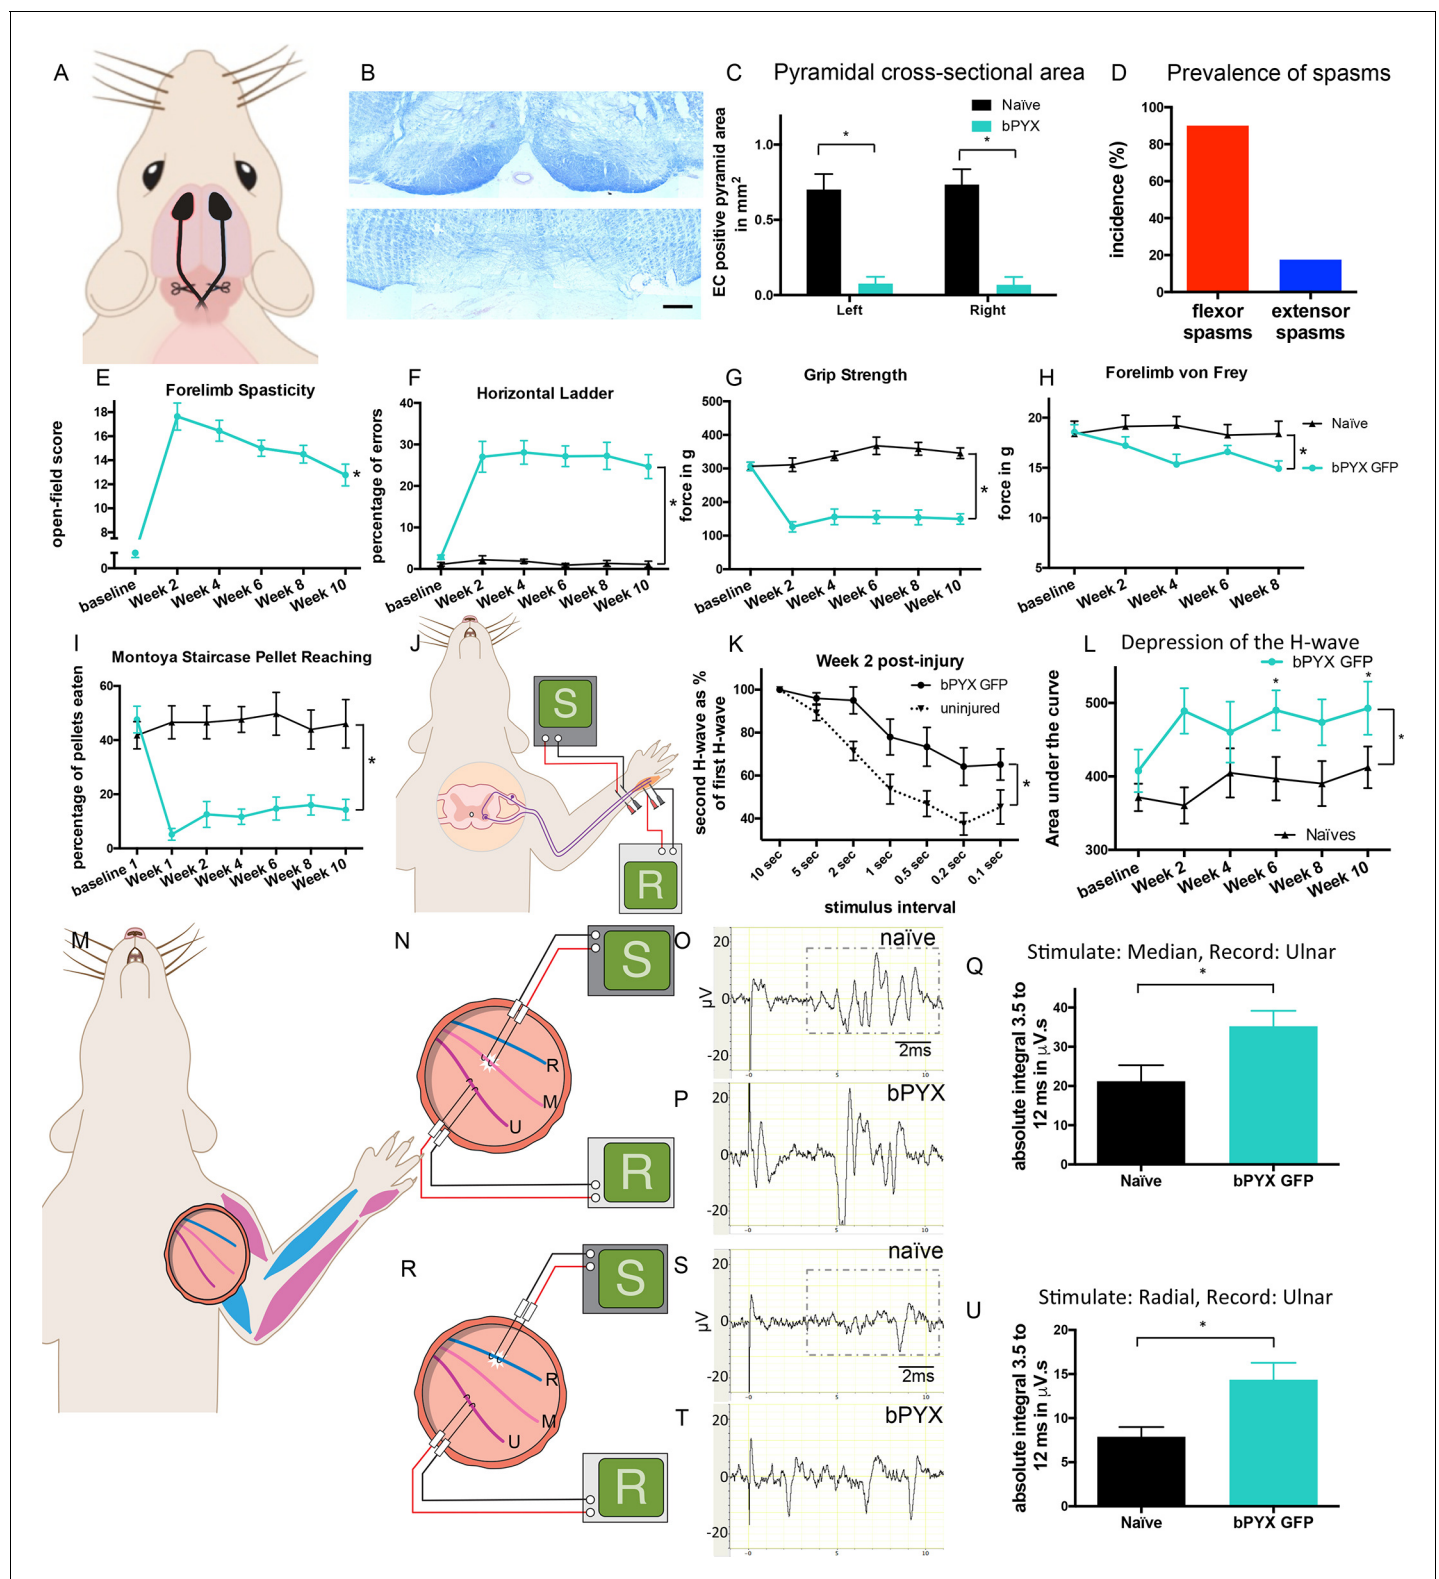 A
B
C Pyramidal cross-sectional area
Naïve
bPYX
EC positive pyramid area
in mm2
1.0
0.5
0.0
*
*
Left
Right
D Prevalence of spasms
incidence (%)
100
80
60
40
20
0
flexor
spasms
extensor
spasms
E
Forelimb Spasticity
open-field score
18
16
14
12
10
8
0
*
baseline
Week 2
Week 4
Week 6
Week 8
Week 10
F
Horizontal Ladder
percentage of errors
40
30
20
10
0
*
baseline
Week 2
Week 4
Week 6
Week 8
Week 10
G
Grip Strength
force in g
500
400
300
200
100
0
*
baseline
Week 2
Week 4
Week 6
Week 8
Week 10
H
Forelimb von Frey
force in g
20
15
10
5
Naïve
*
bPYX GFP
baseline
Week 2
Week 4
Week 6
Week 8
I
Montoya Staircase Pellet Reaching
percentage of pellets eaten
60
40
20
0
*
baseline 1
Week 1
Week 2
Week 4
Week 6
Week 8
Week 10
J
S
R
K
Week 2 post-injury
bPYX GFP
uninjured
second H-wave as %
of first H-wave
100
80
60
40
*
10 sec
5 sec
2 sec
1 sec
0.5 sec
0.2 sec
0.1 sec
stimulus interval
L Depression of the H-wave
bPYX GFP
*
*
*
Area under the curve
500
400
300
Naïves
baseline
Week 2
Week 4
Week 6
Week 8
Week 10
M
N
S
R
M
U
R
O
naïve
µV
20
0
-20
2ms
5
10
P
bPYX
20
0
-20
-0
5
10
Q
Stimulate: Median, Record: Ulnar
*
absolute integral 3.5 to
12 ms in µV.s
40
30
20
10
0
Naïve
bPYX GFP
R
S
R
M
U
R
S
naïve
µV
20
0
-20
2ms
5
10
T
bPYX
20
0
-20
-0
5
10
U
Stimulate: Radial, Record: Ulnar
*
absolute integral 3.5 to
12 ms in µV.s
20
15
10
5
0
Naïve
bPYX GFP